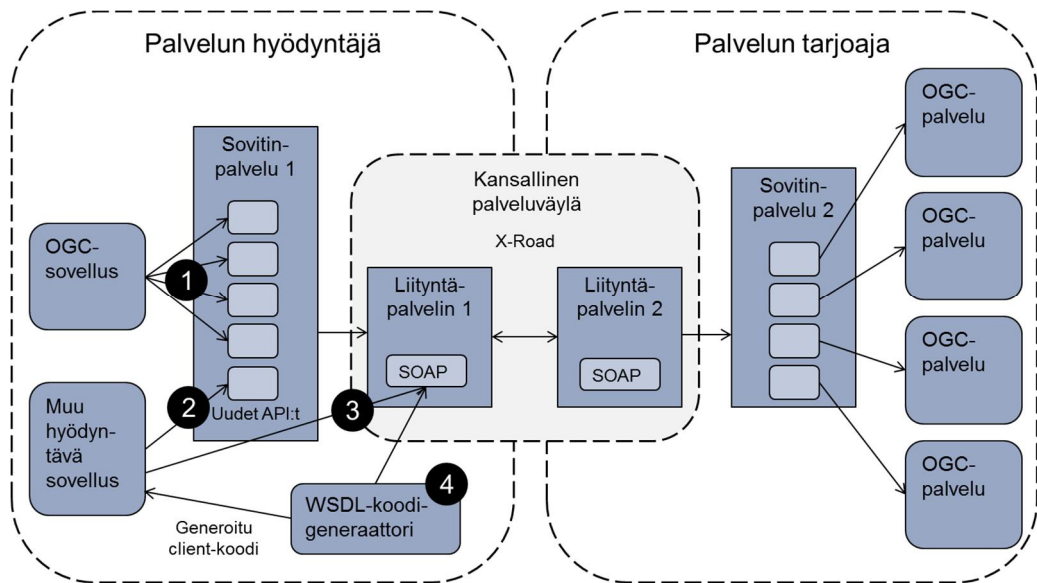 Palvelun hyödyntäjä
Palvelun tarjoaja
Sovitin-
palvelu 1
OGC-
sovellus
1
Muu
hyödyn-
tävä
sovellus
2
Uudet API:t
3
Generoitu
client-koodi
WSDL-koodi-
generaattori
4
Kansallinen
palveluväylä
X-Road
Liityntä-
palvelin 1
SOAP
Liityntä-
palvelin 2
SOAP
Sovitin-
palvelu 2
OGC-
palvelu
OGC-
palvelu
OGC-
palvelu
OGC-
palvelu